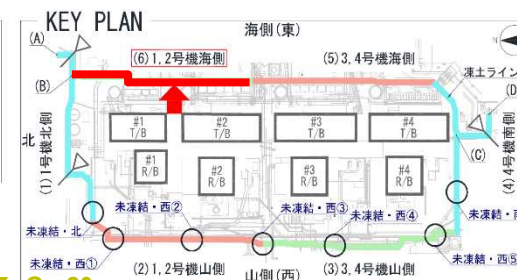 KEY PLAN
海側(東)
N
(A)
(6)1,2号機海側
(5)3,4号機海側
凍土ライン
(B)
(D
#1
T/B
#2
T/B
#3
T/B
#4
T/B
北
(1)1号機北側
#1
R/B
#2
R/B
#3
R/B
#4
R/B
(C)
(4)4号機南側
未凍結・西②
未凍結・西③
未凍結・西④
未凍結・北
未凍結・西①
未凍結・西⑤
(2)1,2号機山側
山側(西)
(3)3,4号機山側